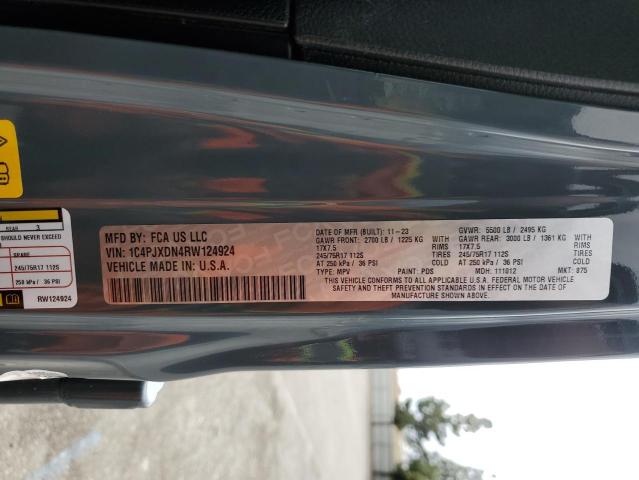 REAR 3
SHOULD NEVER EXCEED
SPARE
245/75R17 112S
250 kPa / 36 PSI
RW124924
MFD BY: FCA US LLC
VIN: 1C4PJXDN4RW124924
VEHICLE MADE IN: U.S.A.
DATE OF MFR (BUILT): 11-23 GVWR: 5500 LB / 2495 KG
GAWR FRONT: 2700 LB / 1225 KG WITH GAWR REAR: 3000 LB / 1361 KG WITH
17X7.5 RIMS 17X7.5 RIMS
245/75R17 112S TIRES 245/75R17 112S TIRES
AT 250 kPa / 36 PSI COLD AT 250 kPa / 36 PSI COLD
TYPE: MPV PAINT: PDS MDH: 111012 MKT: 875
THIS VEHICLE CONFORMS TO ALL APPLICABLE U.S.A. FEDERAL MOTOR VEHICLE
SAFETY AND THEFT PREVENTION STANDARDS IN EFFECT ON THE DATE OF
MANUFACTURE SHOWN ABOVE.